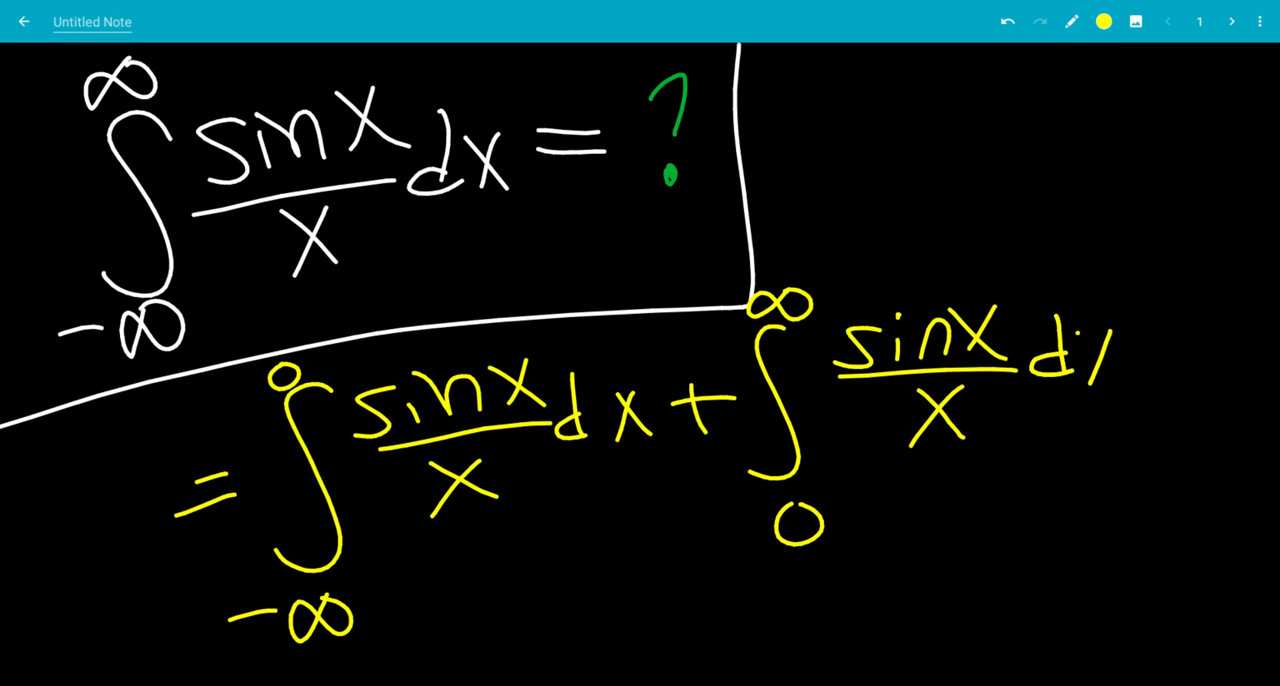 Untitled Note
1
∞
∫ sinx/x dx = ?
-∞
= ∫_{-∞}^{0} sinx/x dx + ∫_{0}^{∞} sinx/x d